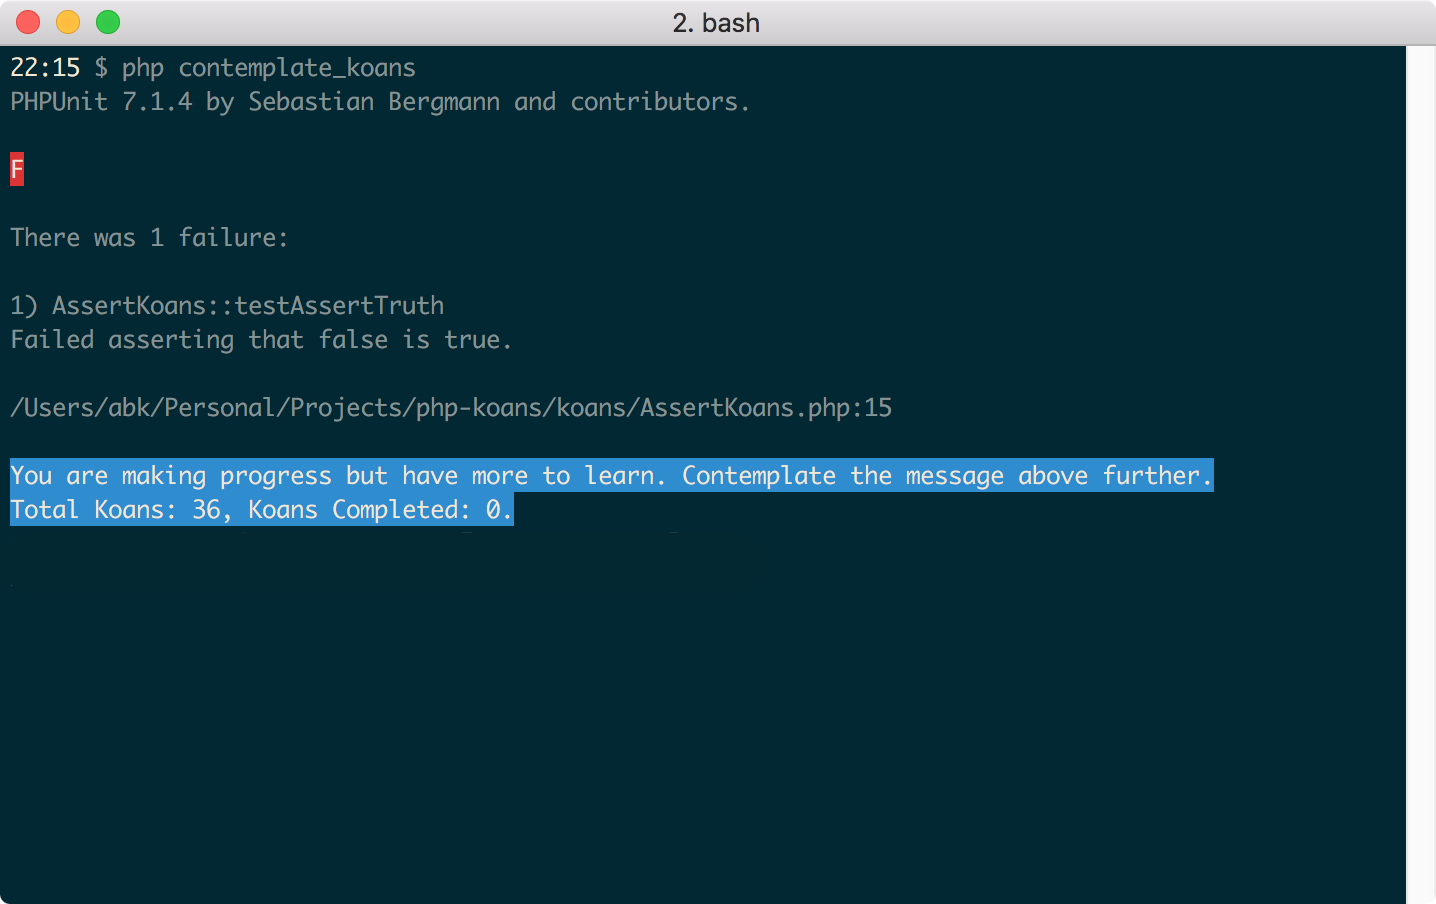 2. bash
22:15 $ php contemplate_koans
PHPUnit 7.1.4 by Sebastian Bergmann and contributors.
F
There was 1 failure:
1) AssertKoans::testAssertTruth
Failed asserting that false is true.
/Users/abk/Personal/Projects/php-koans/koans/AssertKoans.php:15
You are making progress but have more to learn. Contemplate the message above further.
Total Koans: 36, Koans Completed: 0.